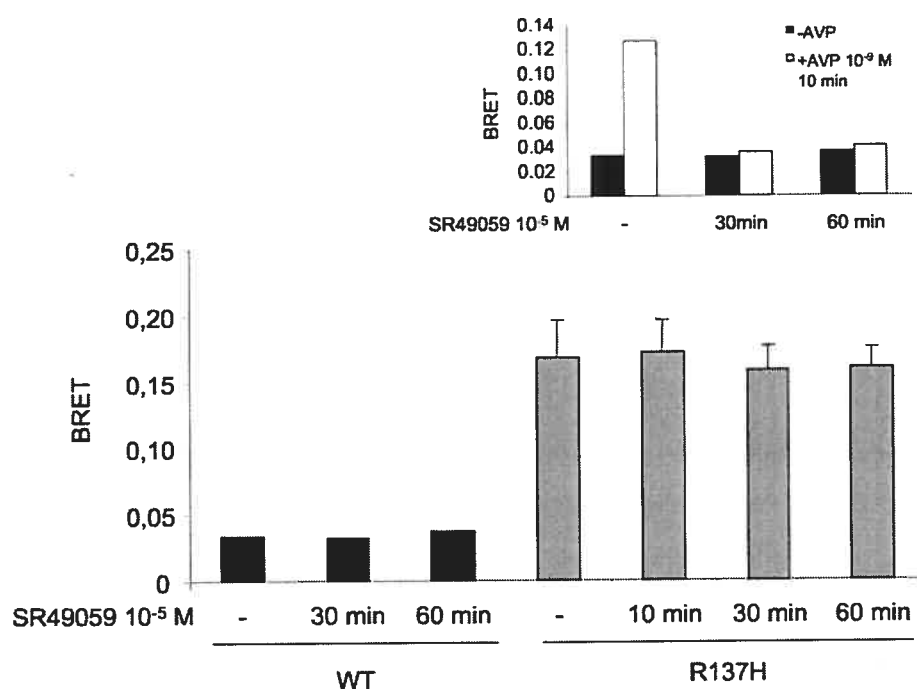 0.14
0.12
0.10
0.08
0.06
0.04
0.02
0
BRET
-AVP
+AVP 10-9 M
10 min
SR49059 10-5 M - 30min 60 min
0,25
0,20
0,15
0,10
0,05
0
BRET
SR49059 10-5 M - 30 min 60 min - 10 min 30 min 60 min
WT R137H